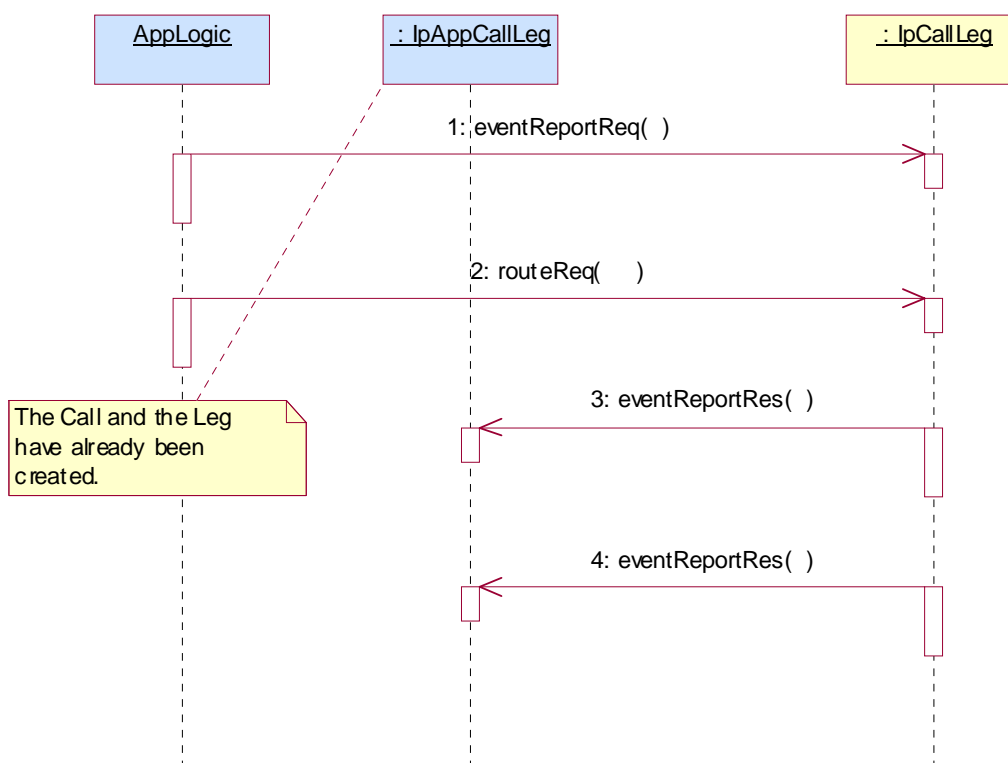 AppLogic
: IpAppCallLeg
: IpCallLeg
1: eventReportReq( )
2: routeReq( )
3: eventReportRes( )
The Call and the Leg
have already been
created.
4: eventReportRes( )